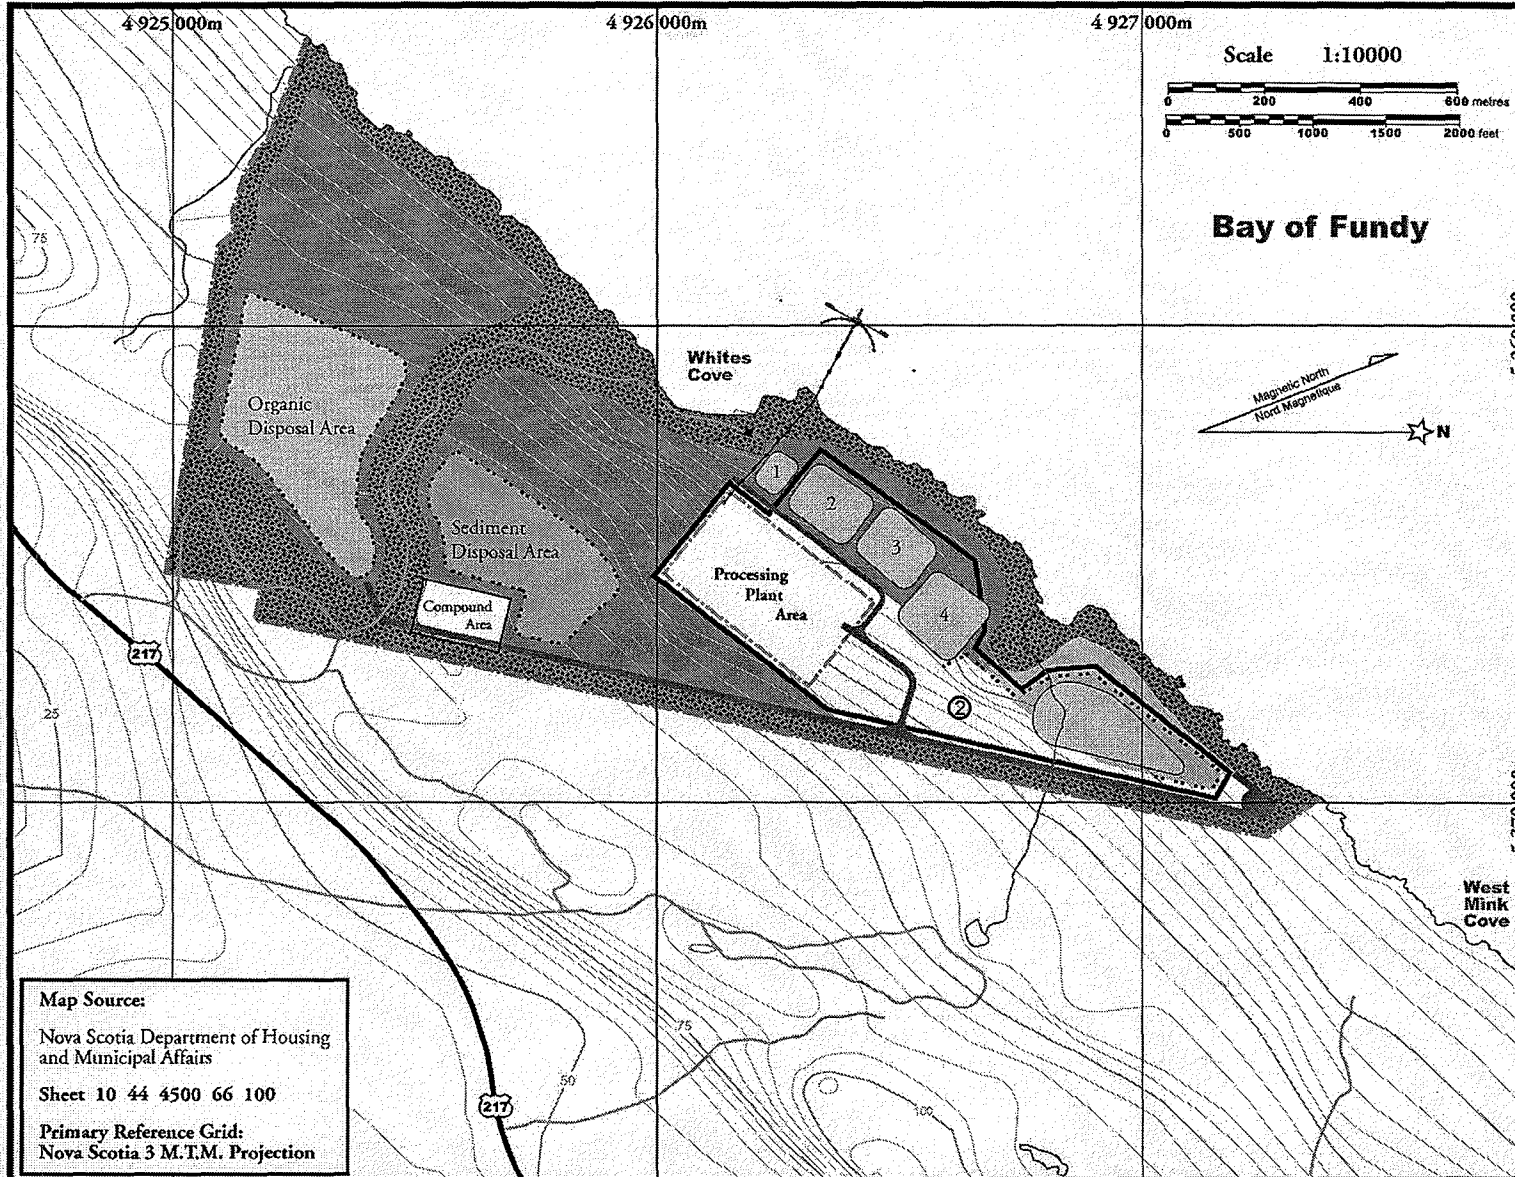 4 925 000m
4 926 000m
4 927 000m
Scale 1:10000
0 200 400 600 metres
0 500 1000 1500 2000 feet
Bay of Fundy
75
Whites
Cove
Magnetic North
Nord Magnetique
N
Organic
Disposal Area
Sediment
Disposal Area
1
2
3
4
Processing
Plant
Area
Compound
Area
217
25
2
West
Mink
Cove
75
50
100
217
Map Source:
Nova Scotia Department of Housing
and Municipal Affairs
Sheet 10 44 4500 66 100
Primary Reference Grid:
Nova Scotia 3 M.T.M. Projection